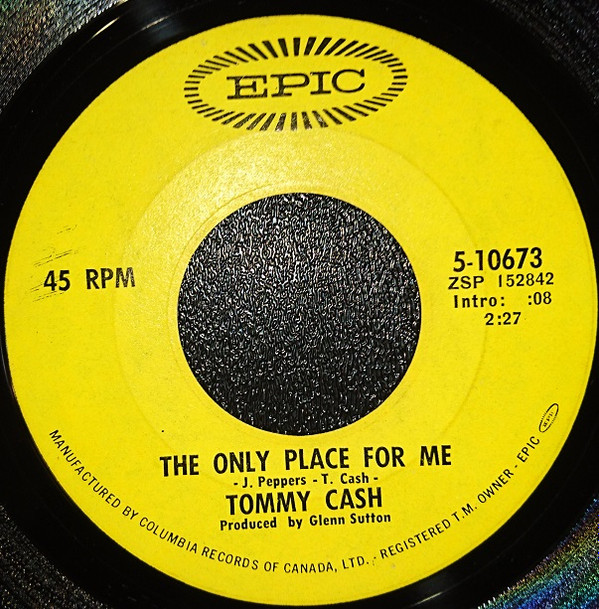 EPIC
45 RPM
5-10673
ZSP 152842
Intro: :08
2:27
THE ONLY PLACE FOR ME
- J. Peppers - T. Cash -
TOMMY CASH
Produced by Glenn Sutton
MANUFACTURED BY COLUMBIA RECORDS OF CANADA, LTD. - REGISTERED T.M. OWNER - EPIC EPIC